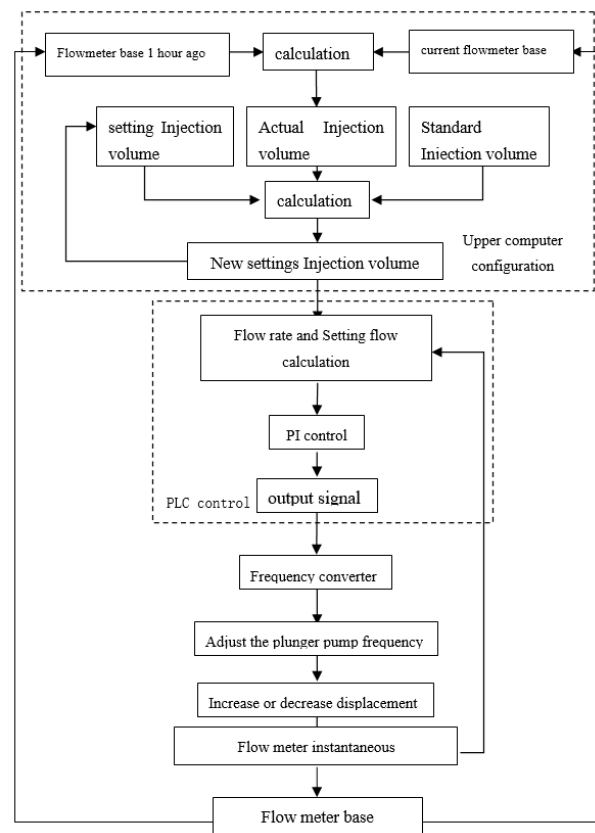 Flowmeter base 1 hour ago
calculation
current flowmeter base
setting Injection
volume
Actual Injection
volume
Standard
Injection volume
calculation
New settings Injection volume
Upper computer
configuration
Flow rate and Setting flow
calculation
PI control
output signal
PLC control
Frequency converter
Adjust the plunger pump frequency
Increase or decrease displacement
Flow meter instantaneous
Flow meter base